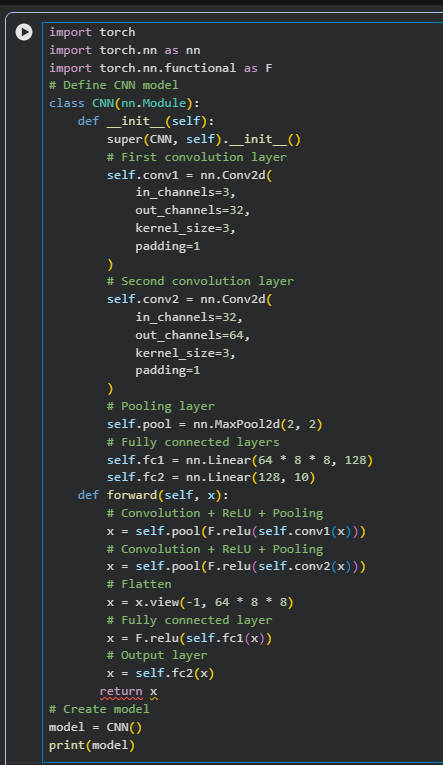 import torch
import torch.nn as nn
import torch.nn.functional as F
# Define CNN model
class CNN(nn.Module):
    def __init__(self):
        super(CNN, self).__init__()
        # First convolution layer
        self.conv1 = nn.Conv2d(
            in_channels=3,
            out_channels=32,
            kernel_size=3,
            padding=1
        )
        # Second convolution layer
        self.conv2 = nn.Conv2d(
            in_channels=32,
            out_channels=64,
            kernel_size=3,
            padding=1
        )
        # Pooling layer
        self.pool = nn.MaxPool2d(2, 2)
        # Fully connected layers
        self.fc1 = nn.Linear(64 * 8 * 8, 128)
        self.fc2 = nn.Linear(128, 10)
    def forward(self, x):
        # Convolution + ReLU + Pooling
        x = self.pool(F.relu(self.conv1(x)))
        # Convolution + ReLU + Pooling
        x = self.pool(F.relu(self.conv2(x)))
        # Flatten
        x = x.view(-1, 64 * 8 * 8)
        # Fully connected layer
        x = F.relu(self.fc1(x))
        # Output layer
        x = self.fc2(x)
       return x
# Create model
model = CNN()
print(model)